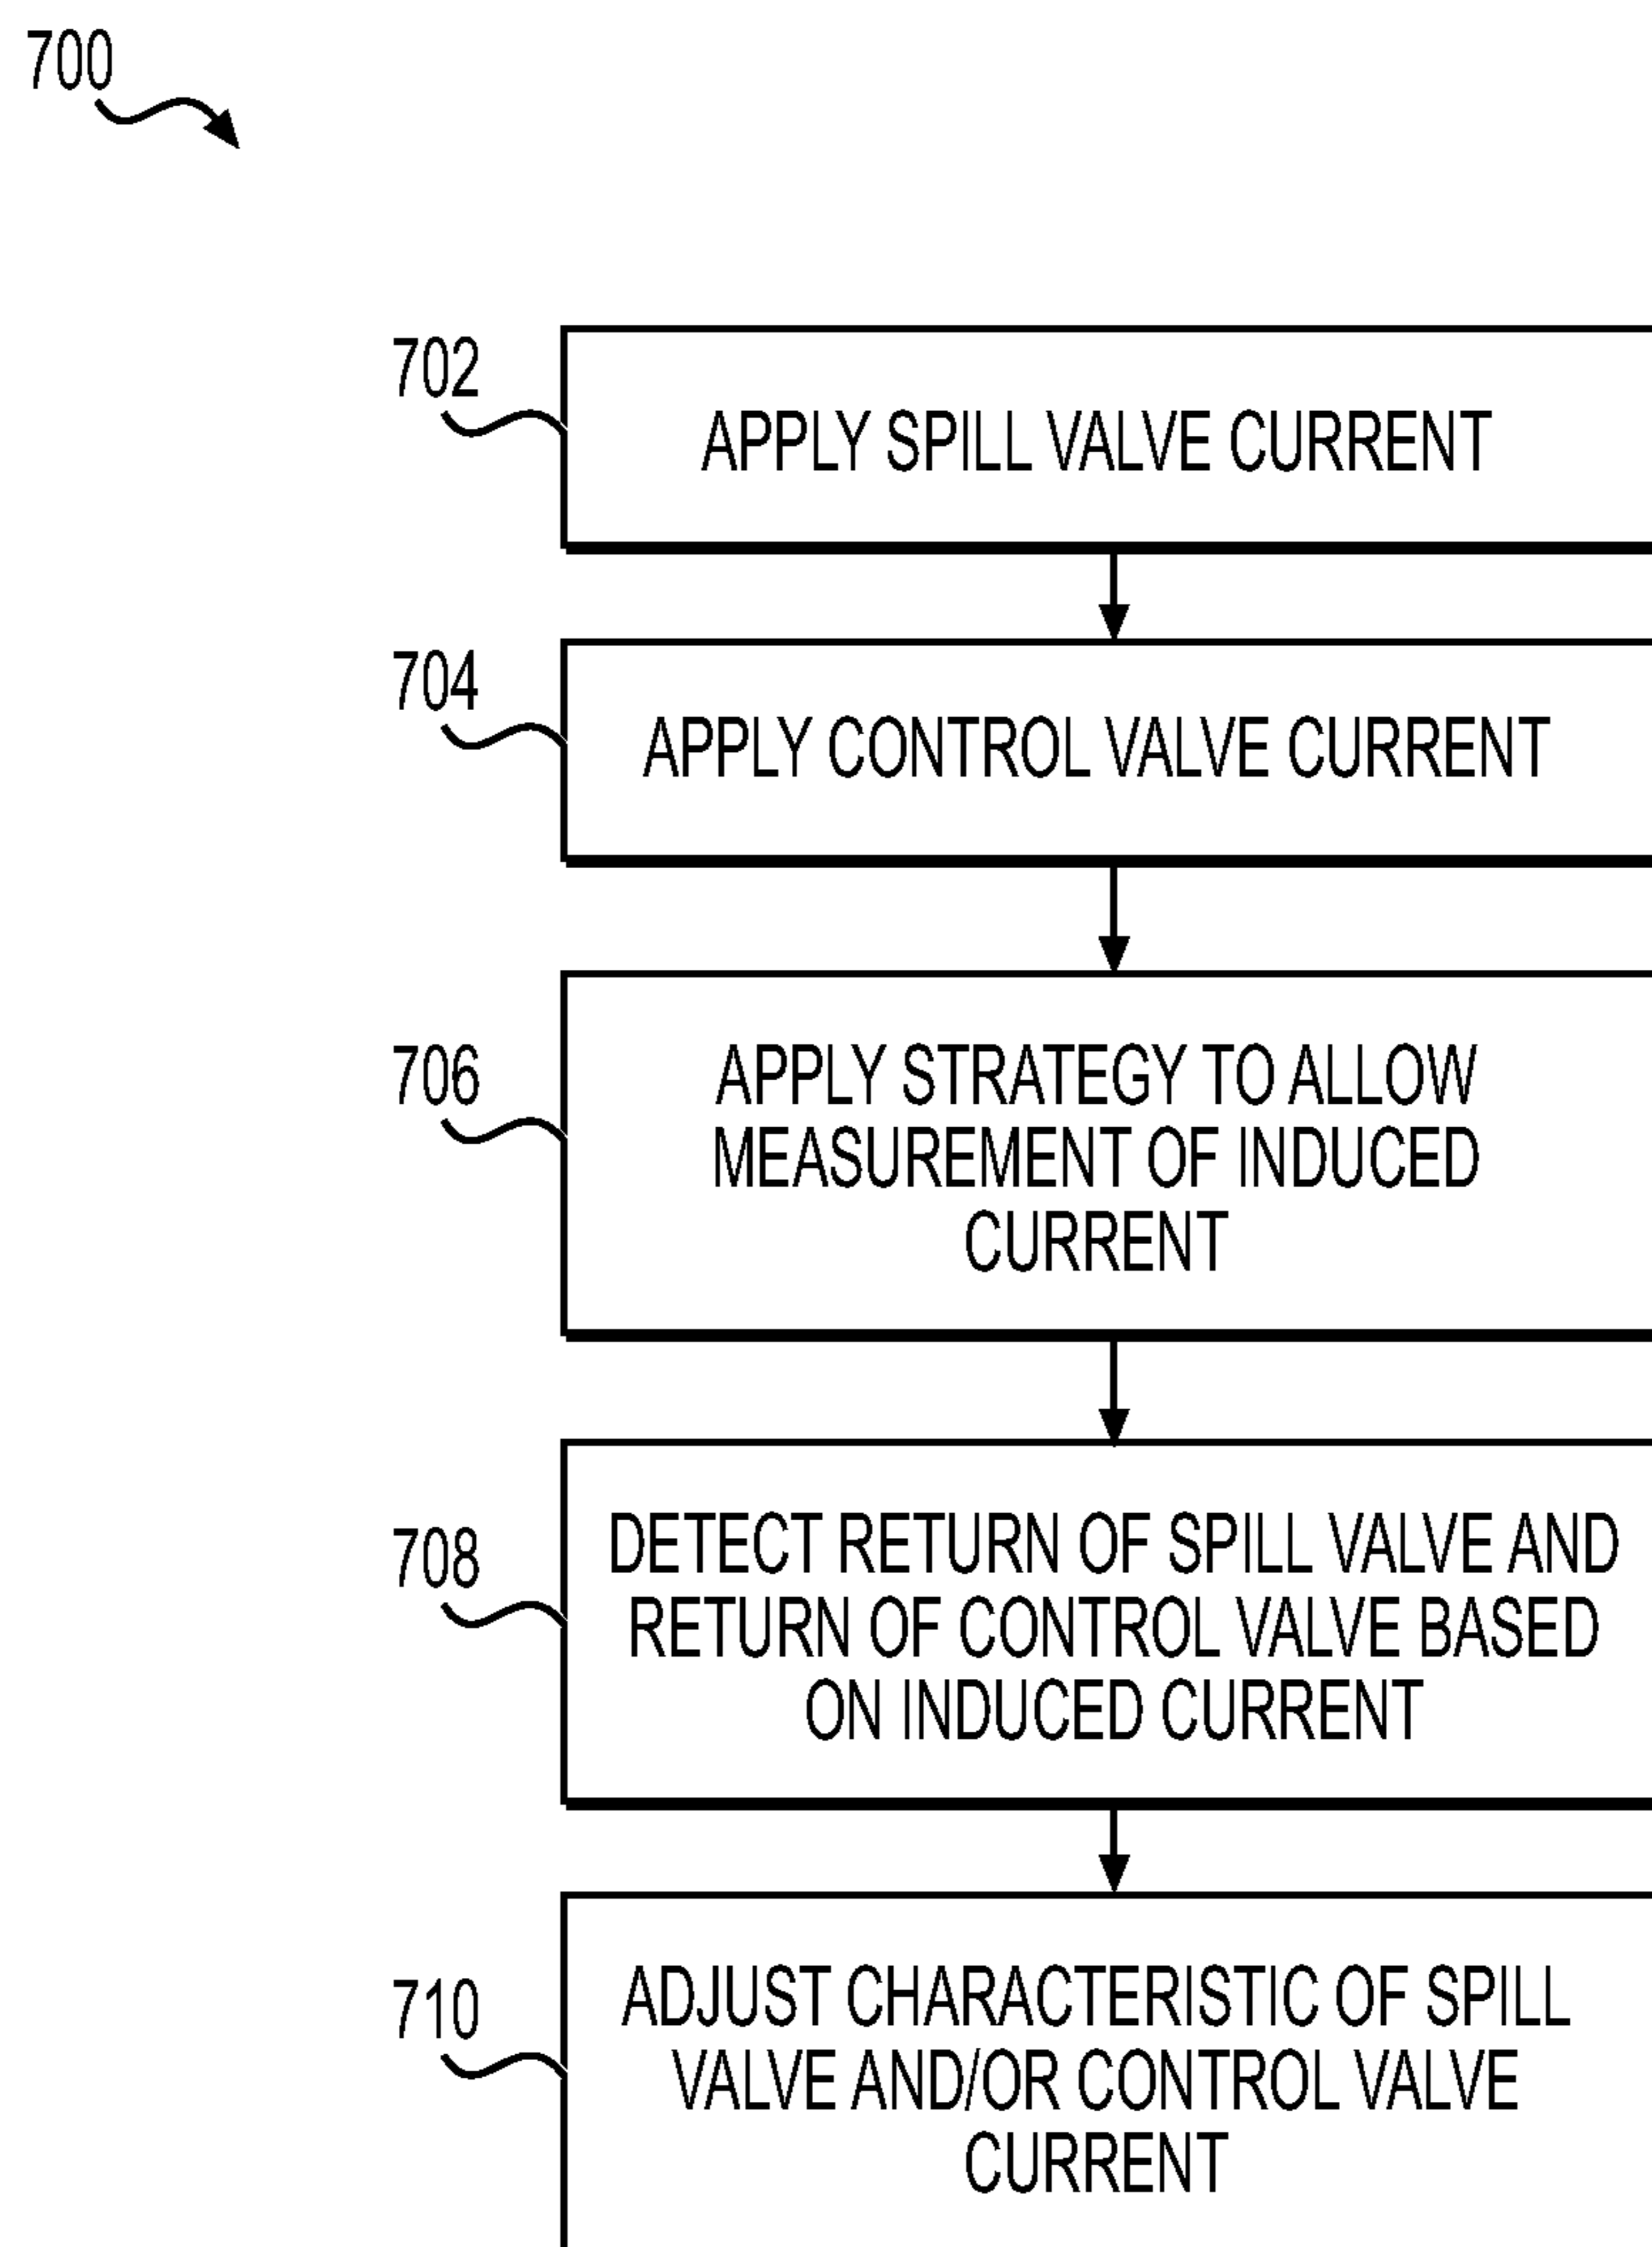 700
702
APPLY SPILL VALVE CURRENT
704
APPLY CONTROL VALVE CURRENT
706
APPLY STRATEGY TO ALLOW
MEASUREMENT OF INDUCED
CURRENT
708
DETECT RETURN OF SPILL VALVE AND
RETURN OF CONTROL VALVE BASED
ON INDUCED CURRENT
710
ADJUST CHARACTERISTIC OF SPILL
VALVE AND/OR CONTROL VALVE
CURRENT